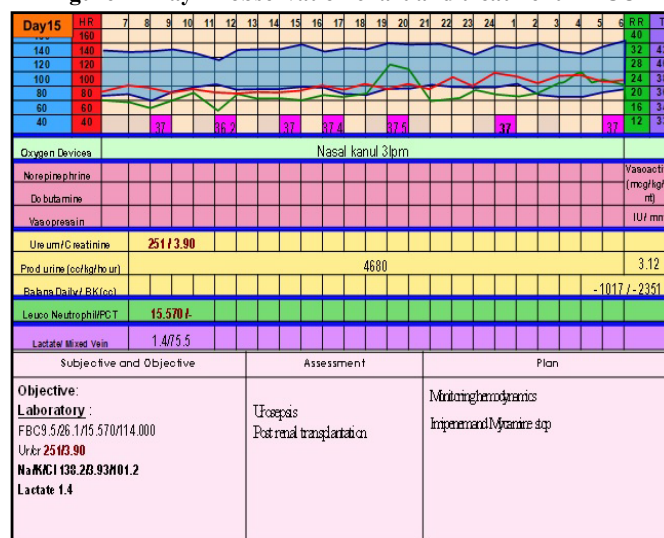 Day15 HR 7 8 9 10 11 12 13 14 15 16 17 18 19 20 21 22 23 24 1 2 3 4 5 6 RR
160 160 40
140 140 32
120 120 28
100 100 24
80 80 20
60 60 16
40 40 12
37 36.2 37 37.4 37.5 37 37
Oxygen Devices Nasal kanul 3lpm
Norepinephrine
Dobutamine
Vasopressin IU/
Ureum/Creatinine 251 / 3.90
Prod urine (cc/kg/hour) 4680 3.12
Balans Daily / BK(cc) -1017 / -2351
Leuco Neutrophil/PCT 15.570 /-
Lactate/ Mixed Vein 1.4/75.5
Subjective and Objective Assessment Plan
Objective:
Laboratory :
FBC9.5/26.1/15.570/114.000
Ur/cr 251/3.90
Na/K/Cl 138.2/3.93/101.2
Lactate 1.4
Urosepsis
Post renal transplantation
Monitoring hemodynamics
Imipenem and Mycamine stop